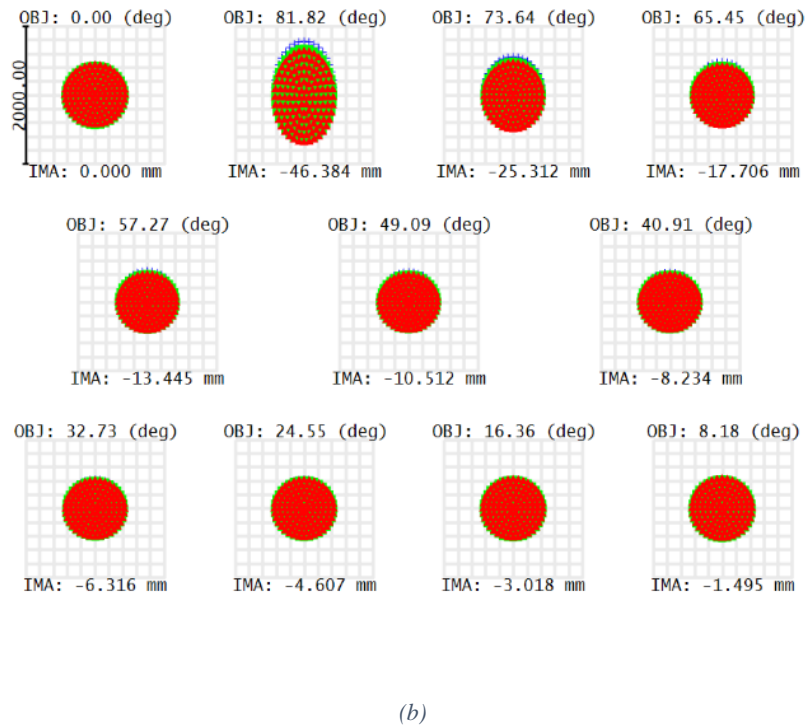 OBJ: 0.00 (deg) OBJ: 81.82 (deg) OBJ: 73.64 (deg) OBJ: 65.45 (deg)
2000.00
IMA: 0.000 mm IMA: -46.384 mm IMA: -25.312 mm IMA: -17.706 mm
OBJ: 57.27 (deg) OBJ: 49.09 (deg) OBJ: 40.91 (deg)
IMA: -13.445 mm IMA: -10.512 mm IMA: -8.234 mm
OBJ: 32.73 (deg) OBJ: 24.55 (deg) OBJ: 16.36 (deg) OBJ: 8.18 (deg)
IMA: -6.316 mm IMA: -4.607 mm IMA: -3.018 mm IMA: -1.495 mm
(b)